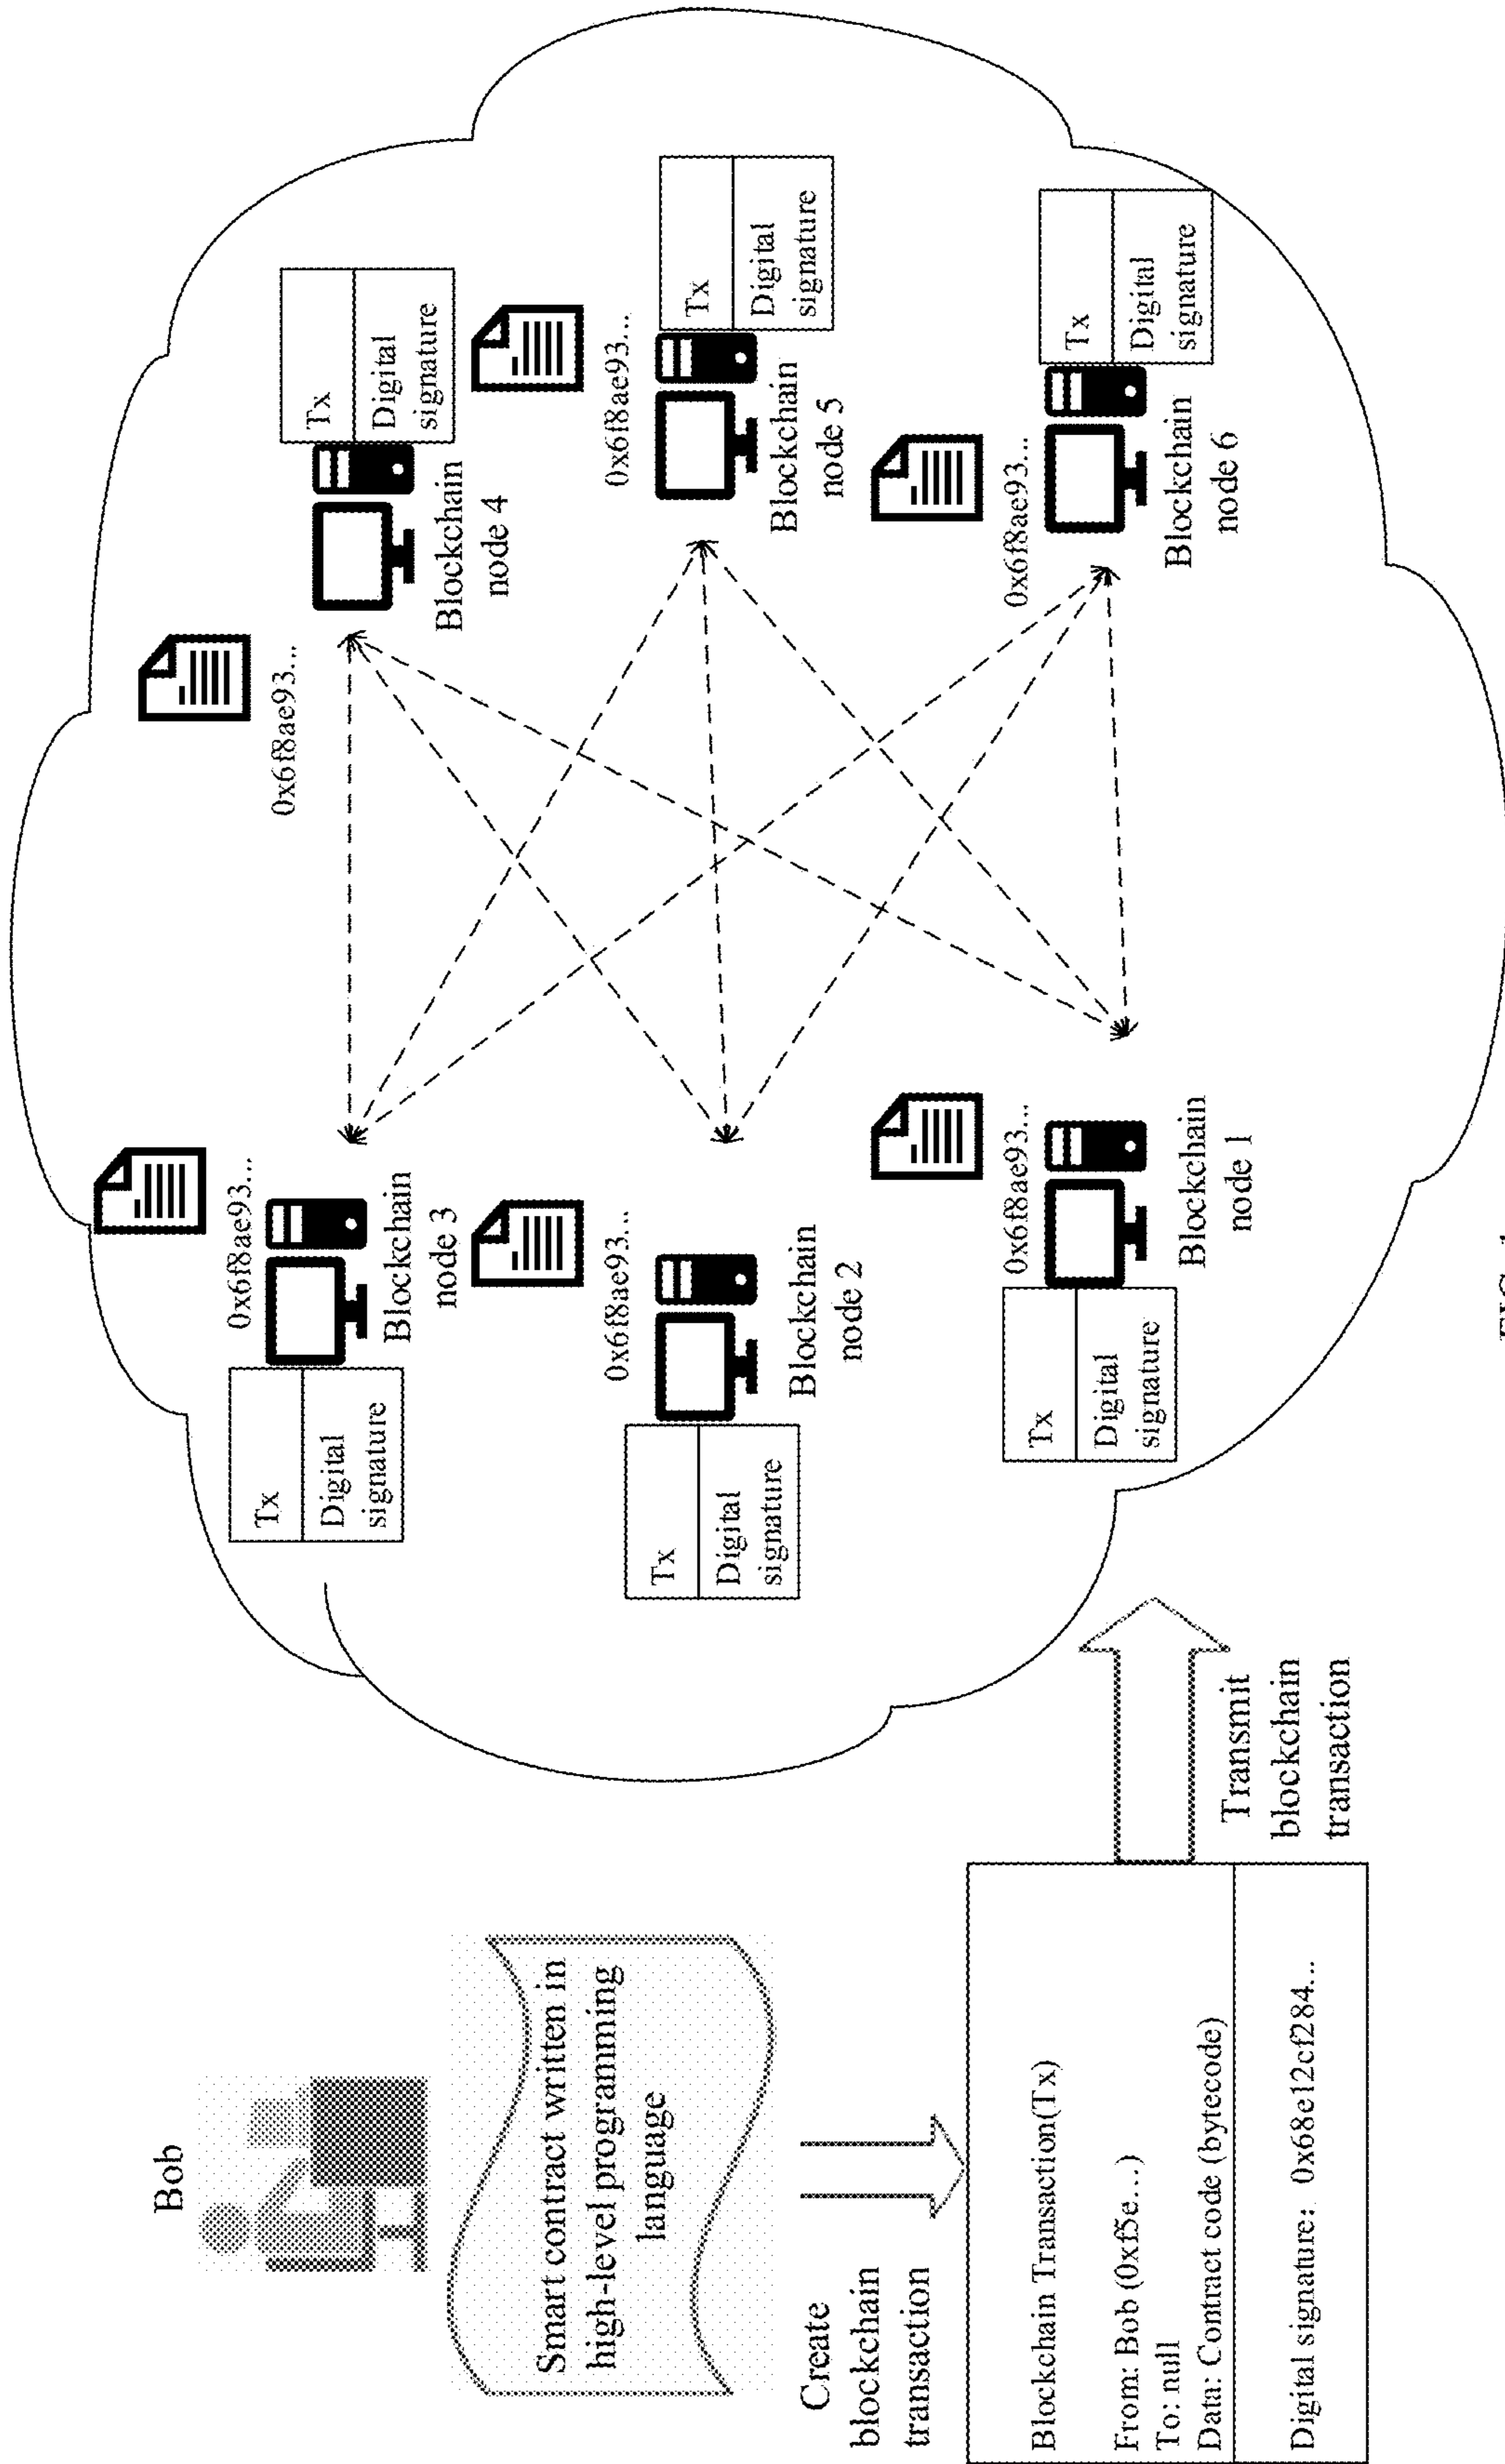 Bob
Smart contract written in
high-level programming
language
Create
blockchain
transaction
Blockchain Transaction(Tx)
From: Bob (0xf5e...)
To: null
Data: Contract code (bytecode)
Digital signature: 0x68e12cf284...
Transmit
blockchain
transaction
0x6f8ae93...
Tx
Digital
signature
Blockchain
node 3
0x6f8ae93...
Tx
Digital
signature
Blockchain
node 2
0x6f8ae93...
Tx
Digital
signature
Blockchain
node 1
0x6f8ae93...
Tx
Digital
signature
Blockchain
node 4
0x6f8ae93...
Tx
Digital
signature
Blockchain
node 5
0x6f8ae93...
Tx
Digital
signature
Blockchain
node 6